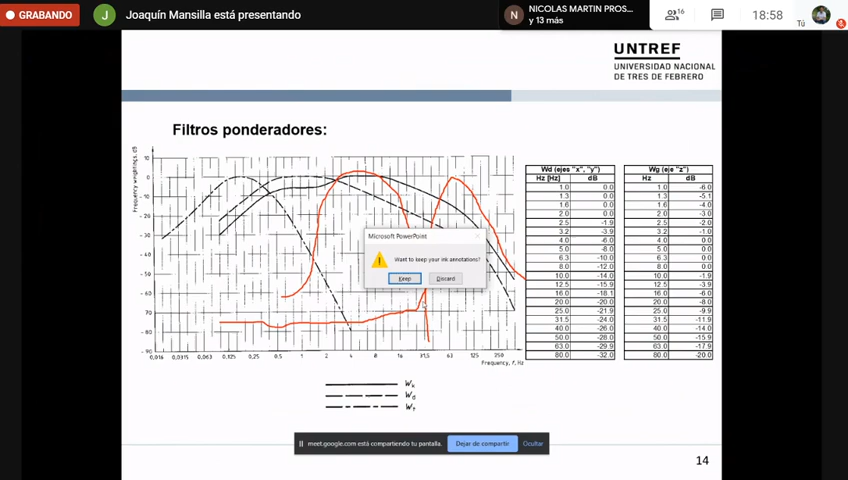 GRABANDO
J
Joaquín Mansilla está presentando
N
NICOLAS MARTIN PROS...
y 13 más
16
18:58
Tú
UNTREF
UNIVERSIDAD NACIONAL
DE TRES DE FEBRERO
Filtros ponderadores:
Frequency weighting, dB
10
0
- 10
- 20
- 30
- 40
- 50
- 60
- 70
- 80
- 90
0,016 0,0315 0,063 0,125 0,25 0,5 1 2 4 8 16 31,5 63 125 250
Frequency, f, Hz
Wk
Wd
Wf
Wd (ejes "x", "y")
Hz [Hz] dB
1.0 0.0
1.3 0.0
1.6 0.0
2.0 0.0
2.5 -1.9
3.2 -3.9
4.0 -6.0
5.0 -8.0
6.3 -10.0
8.0 -12.0
10.0 -14.0
12.5 -15.9
16.0 -18.1
20.0 -20.0
25.0 -21.9
31.5 -24.0
40.0 -26.0
50.0 -28.0
63.0 -29.9
80.0 -32.0
Wg (eje "z")
Hz dB
1.0 -6.0
1.3 -5.1
1.6 -4.0
2.0 -3.0
2.5 -2.0
3.2 -1.0
4.0 0.0
5.0 0.0
6.3 0.0
8.0 0.0
10.0 -1.9
12.5 -3.9
16.0 -6.0
20.0 -8.0
25.0 -9.9
31.5 -11.9
40.0 -14.0
50.0 -15.9
63.0 -17.9
80.0 -20.0
Microsoft PowerPoint
Want to keep your ink annotations?
Keep
Discard
meet.google.com está compartiendo tu pantalla.
Dejar de compartir
Ocultar
14